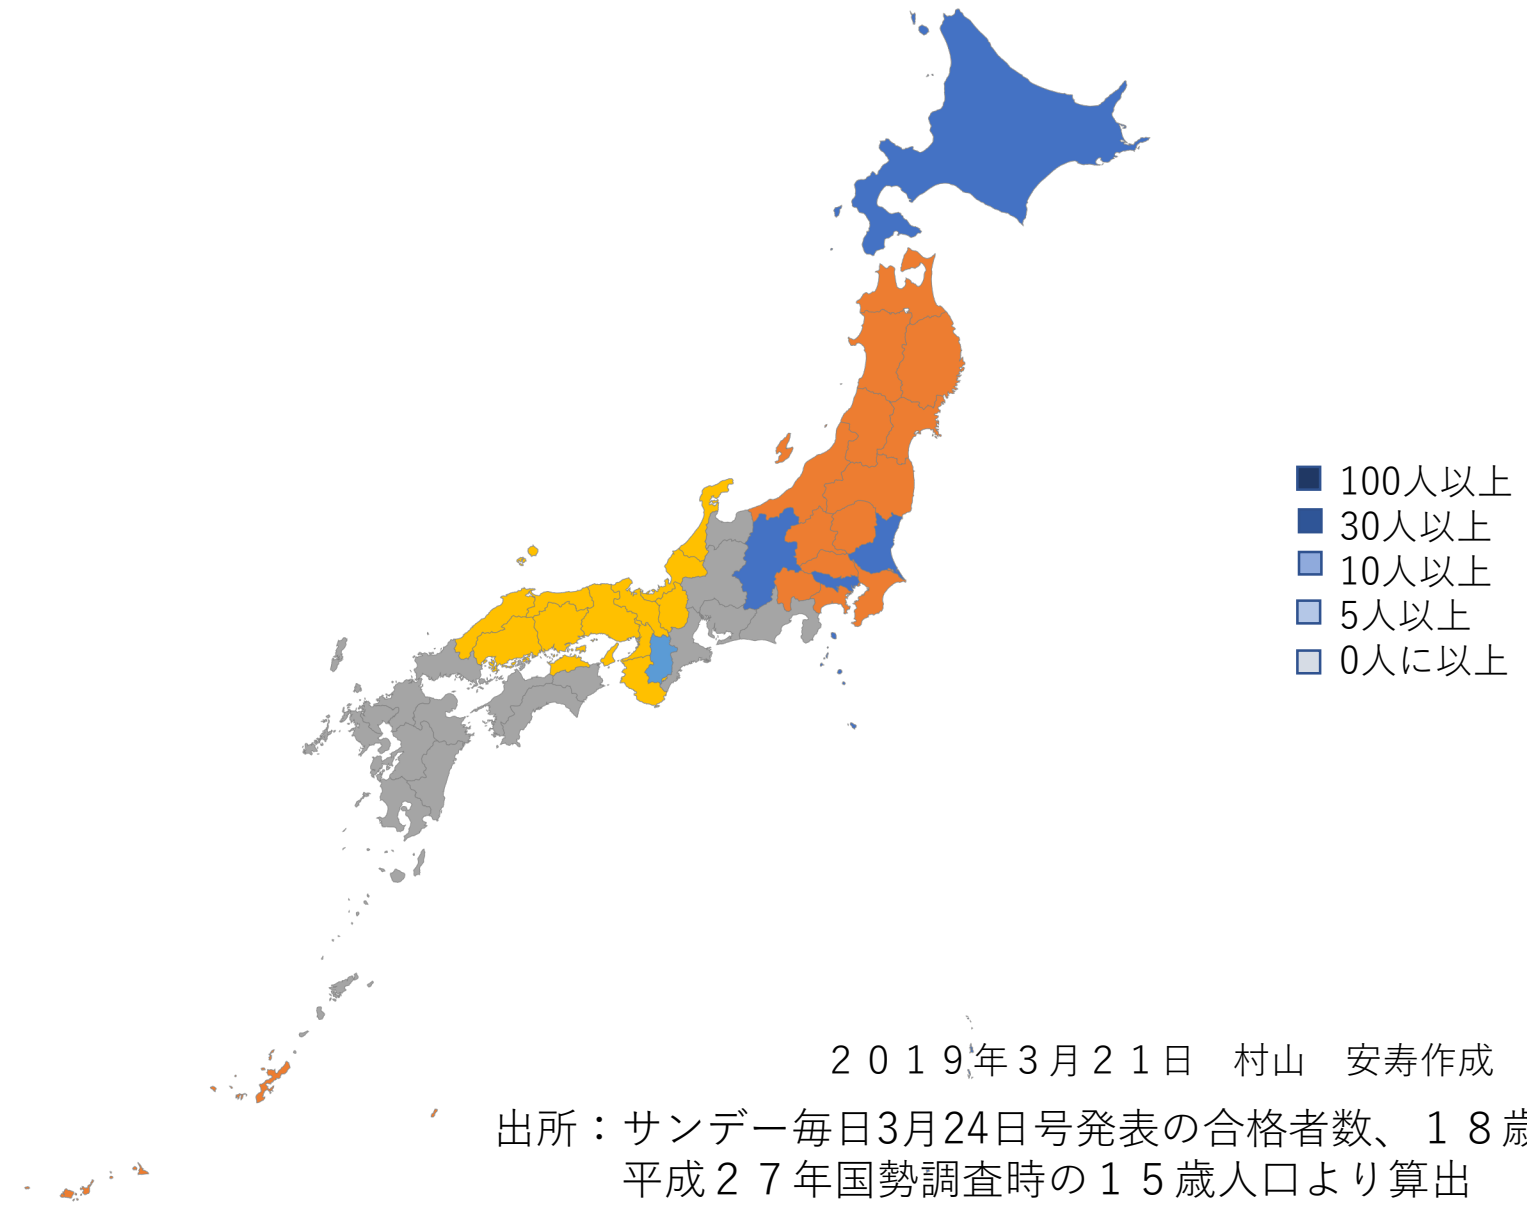 100人以上
30人以上
10人以上
5人以上
0人に以上
２０１９年３月２１日　村山　安寿作成
出所：サンデー毎日3月24日号発表の合格者数、１８歳
平成２７年国勢調査時の１５歳人口より算出